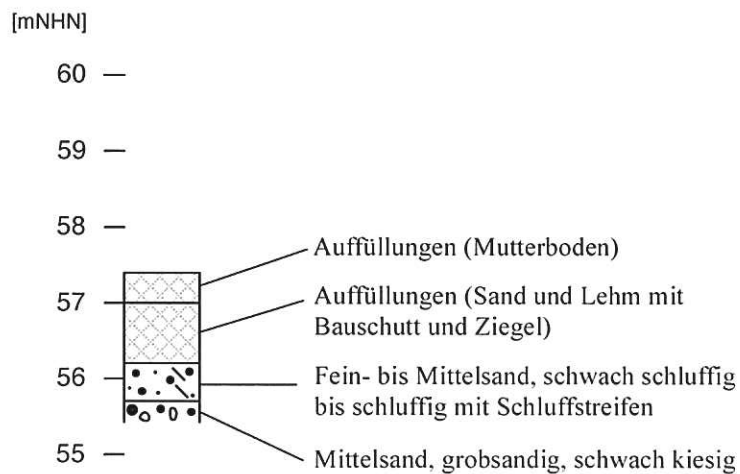 [mNHN]
60
59
58
Auffüllungen (Mutterboden)
57
Auffüllungen (Sand und Lehm mit
Bauschutt und Ziegel)
56
Fein- bis Mittelsand, schwach schluffig
bis schluffig mit Schluffstreifen
55
Mittelsand, grobsandig, schwach kiesig